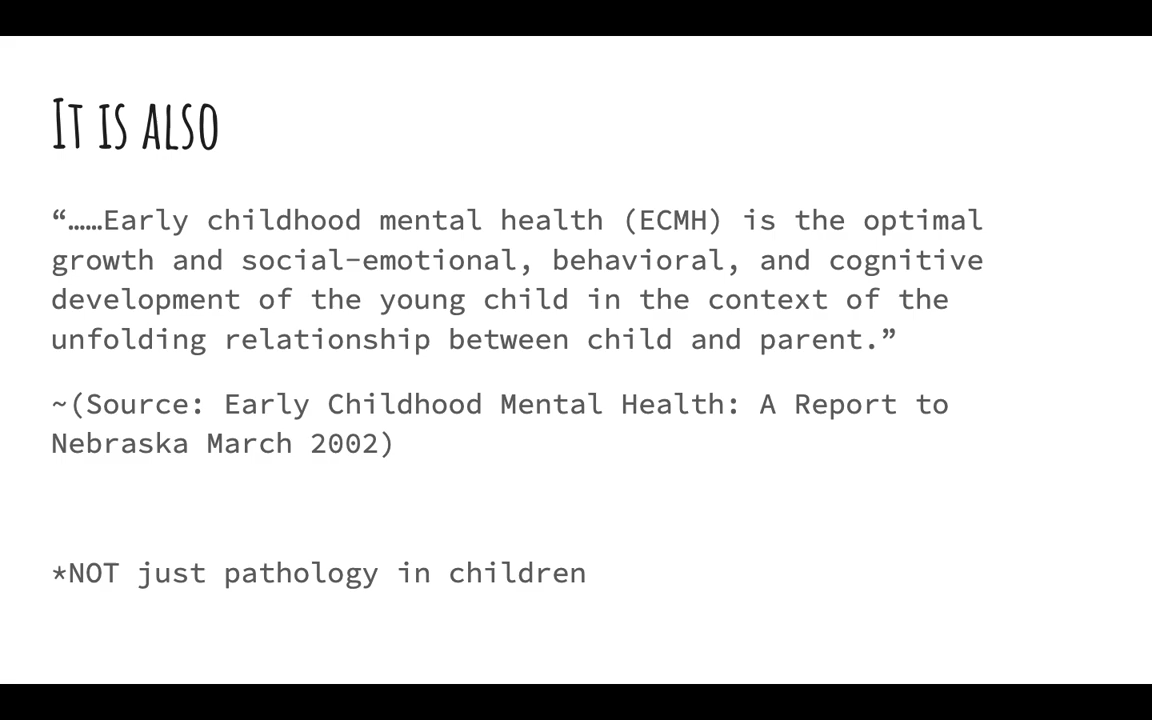 It is also
“……Early childhood mental health (ECMH) is the optimal
growth and social-emotional, behavioral, and cognitive
development of the young child in the context of the
unfolding relationship between child and parent.”
~(Source: Early Childhood Mental Health: A Report to
Nebraska March 2002)
*NOT just pathology in children